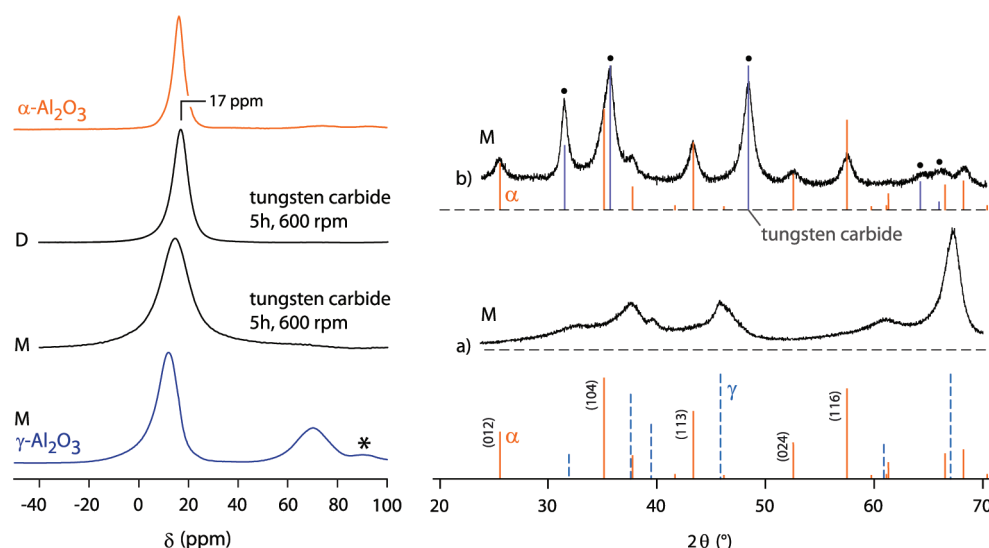 α-Al2O3
17 ppm
tungsten carbide
5h, 600 rpm
D
tungsten carbide
5h, 600 rpm
M
M
γ-Al2O3
*
-40 -20 0 20 40 60 80 100
δ (ppm)
M
b)
α
tungsten carbide
M
a)
(012)
(104)
(113)
(024)
(116)
γ
α
20 30 40 50 60 70
2θ (°)